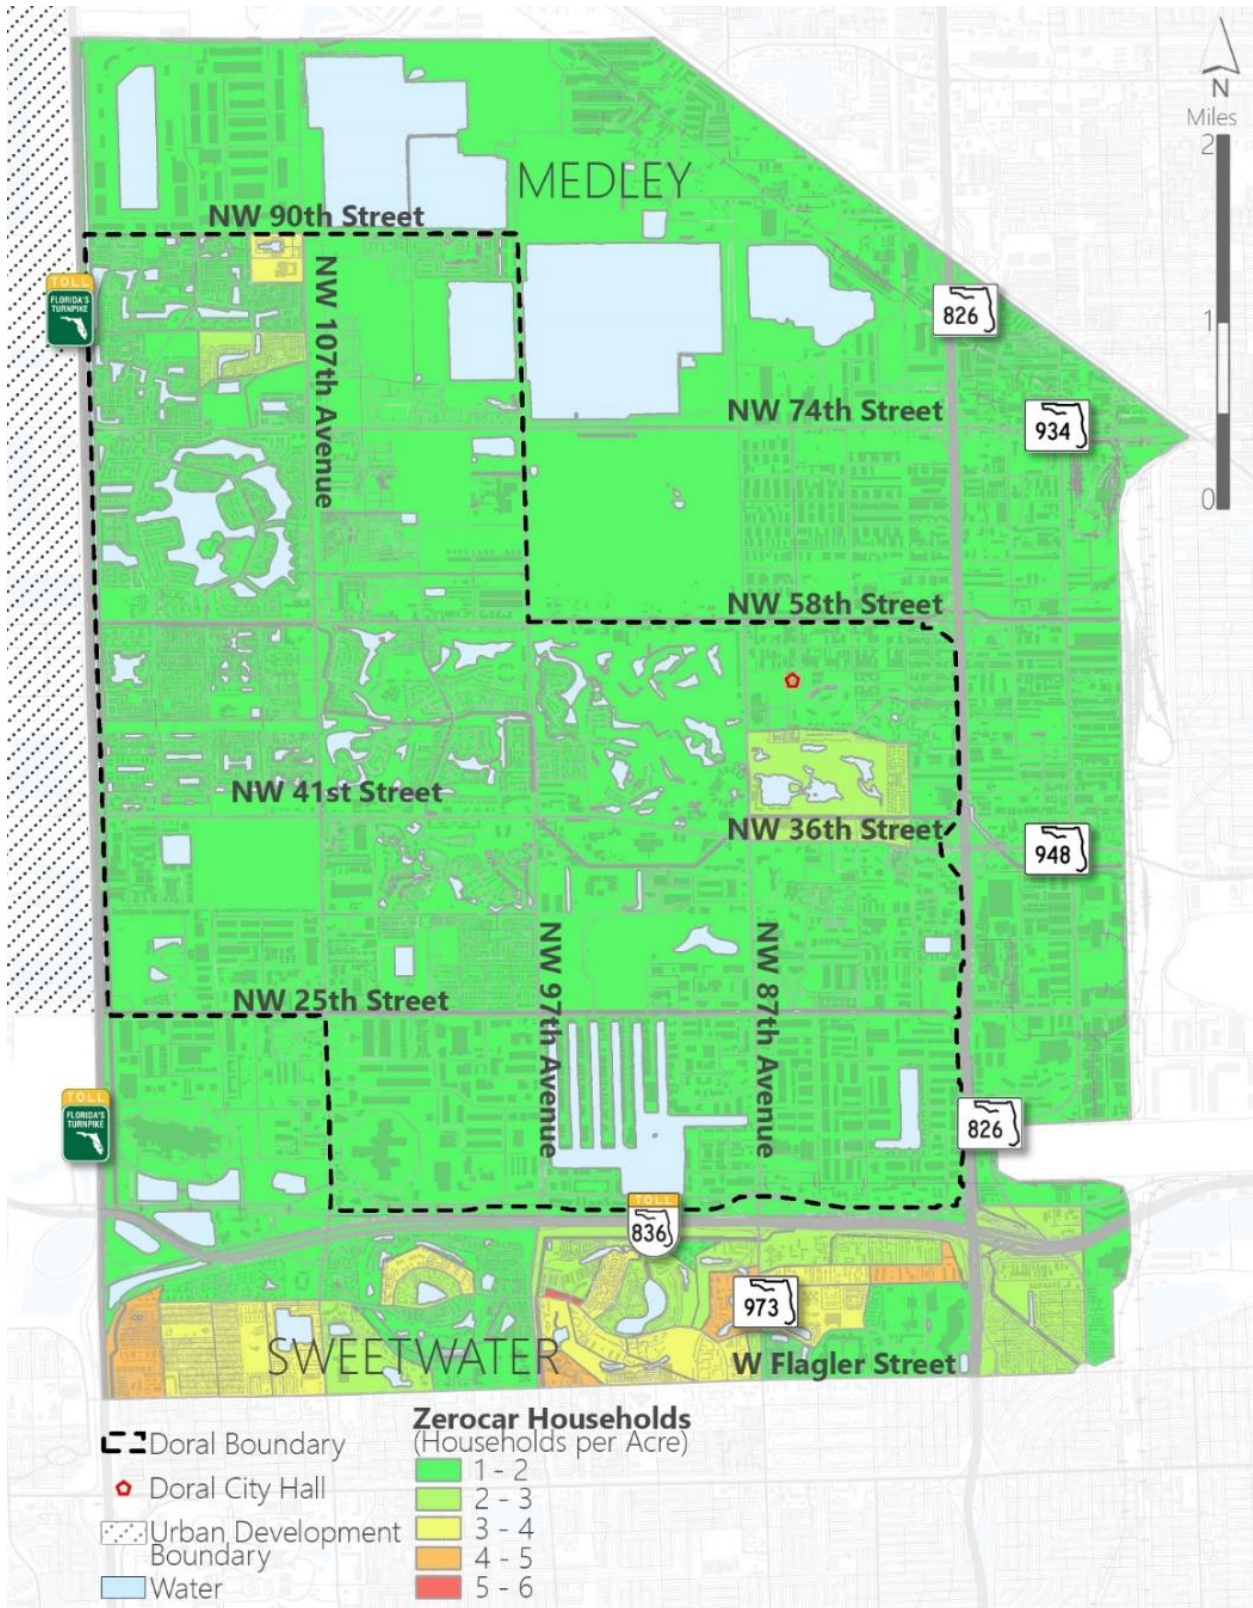 N
Miles
2
MEDLEY
NW 90th Street
TOLL
FLORIDA'S
TURNPIKE
NW 107th Avenue
826
1
NW 74th Street
934
0
NW 58th Street
NW 41st Street
NW 36th Street
948
NW 97th Avenue
NW 87th Avenue
NW 25th Street
TOLL
FLORIDA'S
TURNPIKE
826
TOLL
836
973
SWEETWATER
W Flagler Street
Doral Boundary
Doral City Hall
Urban Development
Boundary
Water
Zerocar Households
(Households per Acre)
1 - 2
2 - 3
3 - 4
4 - 5
5 - 6